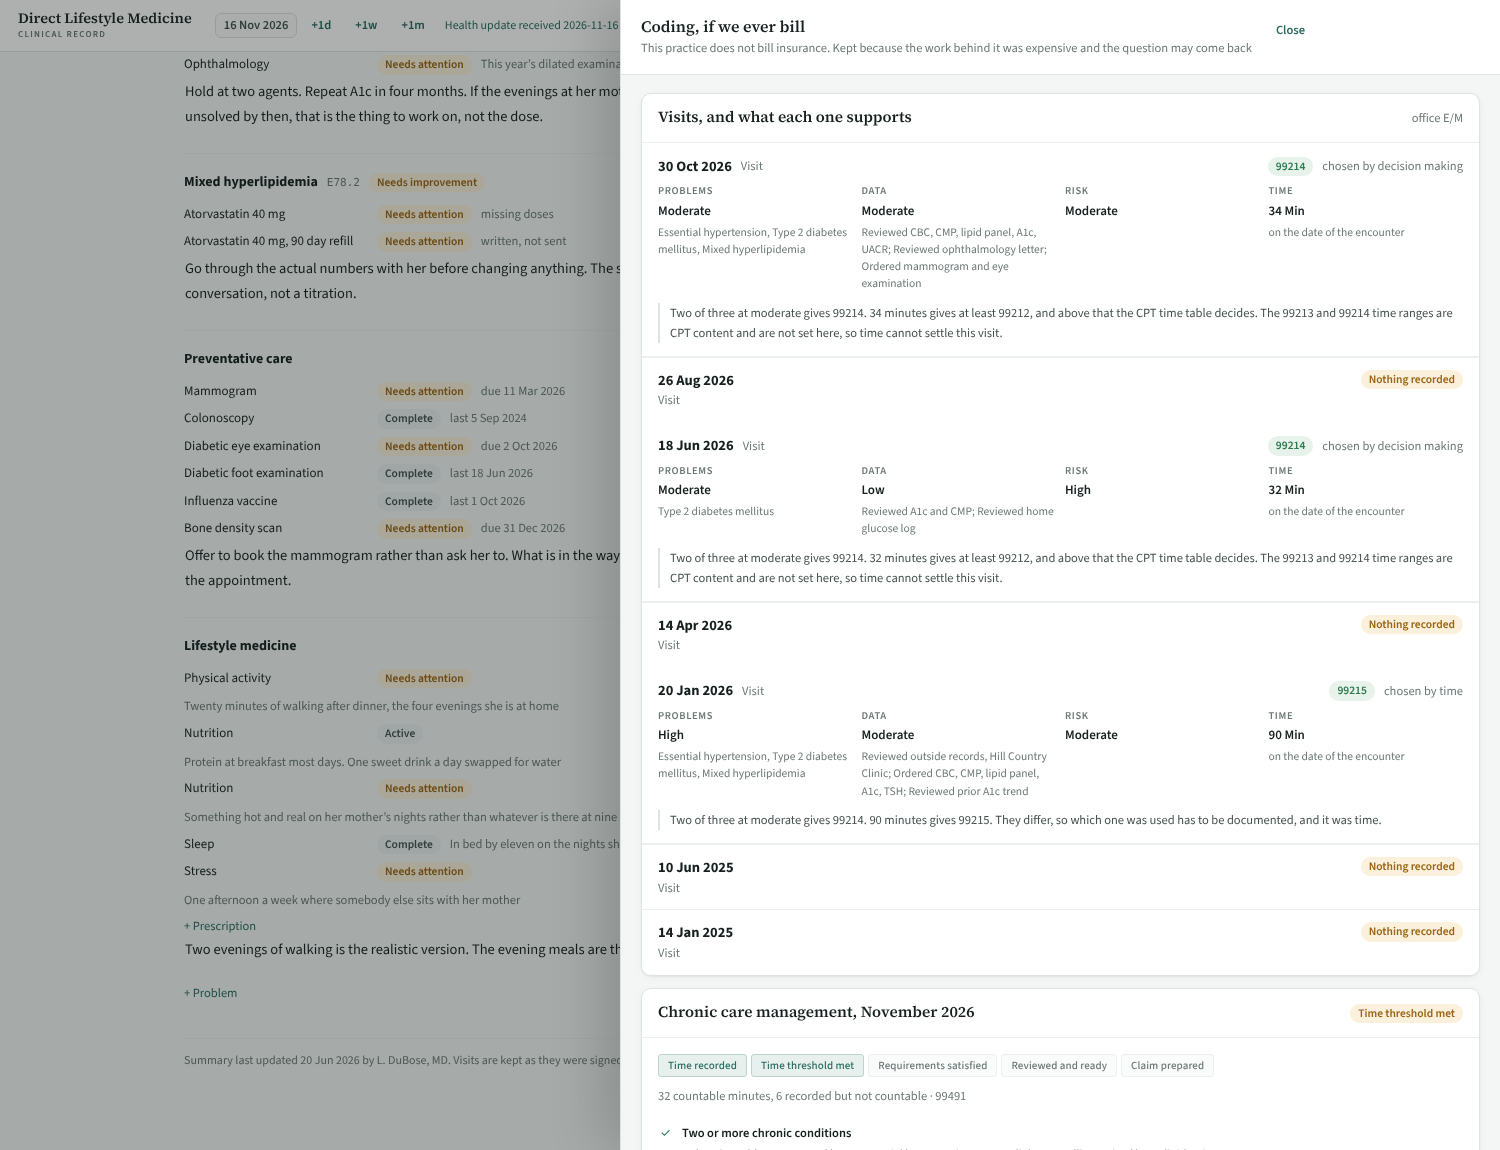 Direct Lifestyle Medicine
CLINICAL RECORD
16 Nov 2026 +1d +1w +1m Health update received 2026-11-16
Ophthalmology Needs attention This year's dilated examina
Hold at two agents. Repeat A1c in four months. If the evenings at her mot
unsolved by then, that is the thing to work on, not the dose.
Mixed hyperlipidemia E78.2 Needs improvement
Atorvastatin 40 mg Needs attention missing doses
Atorvastatin 40 mg, 90 day refill Needs attention written, not sent
Go through the actual numbers with her before changing anything. The s
conversation, not a titration.
Preventative care
Mammogram Needs attention due 11 Mar 2026
Colonoscopy Complete last 5 Sep 2024
Diabetic eye examination Needs attention due 2 Oct 2026
Diabetic foot examination Complete last 18 Jun 2026
Influenza vaccine Complete last 1 Oct 2026
Bone density scan Needs attention due 31 Dec 2026
Offer to book the mammogram rather than ask her to. What is in the way
the appointment.
Lifestyle medicine
Physical activity Needs attention
Twenty minutes of walking after dinner, the four evenings she is at home
Nutrition Active
Protein at breakfast most days. One sweet drink a day swapped for water
Nutrition Needs attention
Something hot and real on her mother's nights rather than whatever is there at nine
Sleep Complete In bed by eleven on the nights sh
Stress Needs attention
One afternoon a week where somebody else sits with her mother
+ Prescription
Two evenings of walking is the realistic version. The evening meals are th
+ Problem
Summary last updated 20 Jun 2026 by L. DuBose, MD. Visits are kept as they were signed
Coding, if we ever bill
This practice does not bill insurance. Kept because the work behind it was expensive and the question may come back
Close
Visits, and what each one supports office E/M
30 Oct 2026 Visit 99214 chosen by decision making
PROBLEMS DATA RISK TIME
Moderate Moderate Moderate 34 Min
Essential hypertension, Type 2 diabetes Reviewed CBC, CMP, lipid panel, A1c, on the date of the encounter
mellitus, Mixed hyperlipidemia UACR; Reviewed ophthalmology letter;
Ordered mammogram and eye
examination
Two of three at moderate gives 99214. 34 minutes gives at least 99212, and above that the CPT time table decides. The 99213 and 99214 time ranges are
CPT content and are not set here, so time cannot settle this visit.
26 Aug 2026 Nothing recorded
Visit
18 Jun 2026 Visit 99214 chosen by decision making
PROBLEMS DATA RISK TIME
Moderate Low High 32 Min
Type 2 diabetes mellitus Reviewed A1c and CMP; Reviewed home on the date of the encounter
glucose log
Two of three at moderate gives 99214. 32 minutes gives at least 99212, and above that the CPT time table decides. The 99213 and 99214 time ranges are
CPT content and are not set here, so time cannot settle this visit.
14 Apr 2026 Nothing recorded
Visit
20 Jan 2026 Visit 99215 chosen by time
PROBLEMS DATA RISK TIME
High Moderate Moderate 90 Min
Essential hypertension, Type 2 diabetes Reviewed outside records, Hill Country on the date of the encounter
mellitus, Mixed hyperlipidemia Clinic; Ordered CBC, CMP, lipid panel,
A1c, TSH; Reviewed prior A1c trend
Two of three at moderate gives 99214. 90 minutes gives 99215. They differ, so which one was used has to be documented, and it was time.
10 Jun 2025 Nothing recorded
Visit
14 Jan 2025 Nothing recorded
Visit
Chronic care management, November 2026 Time threshold met
Time recorded Time threshold met Requirements satisfied Reviewed and ready Claim prepared
32 countable minutes, 6 recorded but not countable · 99491
✓ Two or more chronic conditions